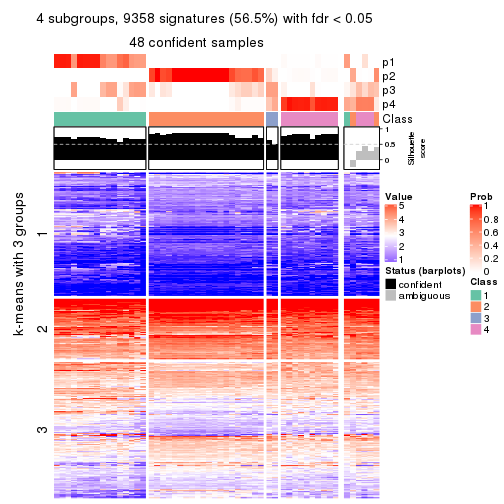 4 subgroups, 9358 signatures (56.5%) with fdr < 0.05
48 confident samples
p1
p2
p3
p4
Class
1
0.5
0
Silhouette
score
k-means with 3 groups
1
2
3
Value
5
4
3
2
1
Status (barplots)
confident
ambiguous
Prob
1
0.8
0.6
0.4
0.2
0
Class
1
2
3
4